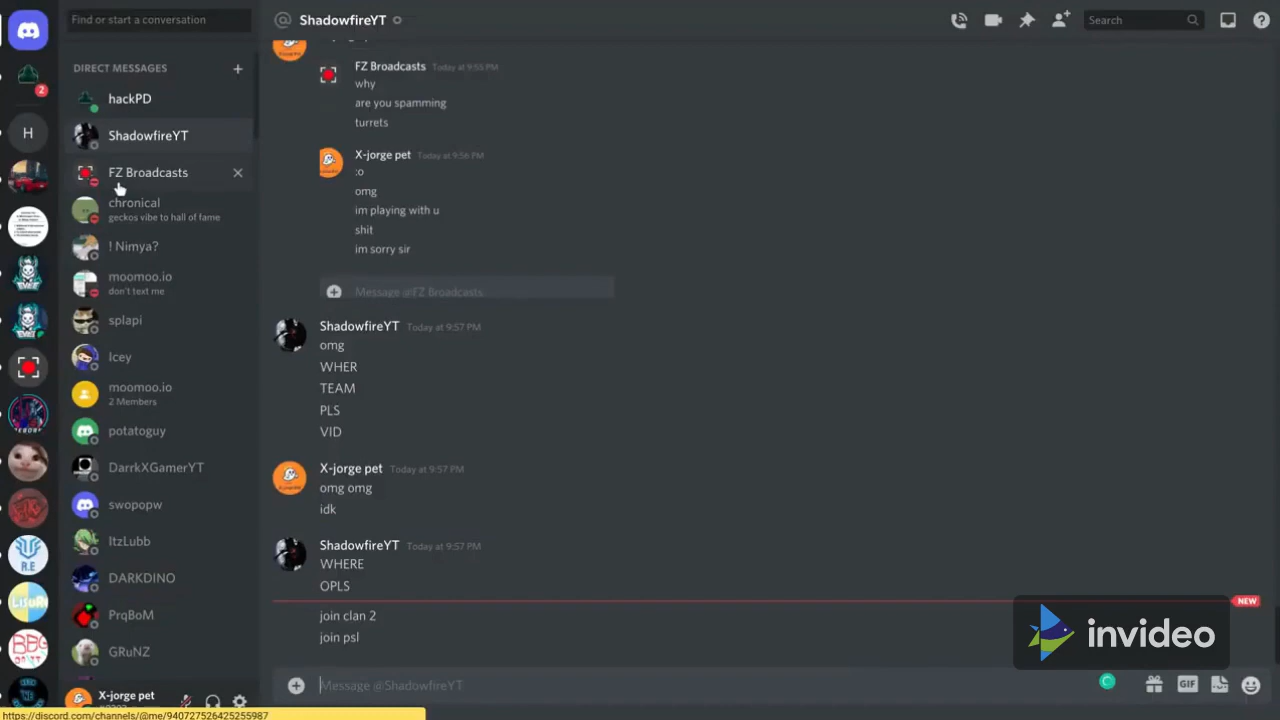 Find or start a conversation
@ ShadowfireYT
Search
DIRECT MESSAGES +
2
H
hackPD
ShadowfireYT
FZ Broadcasts
chronical
geckos vibe to hall of fame
! Nimya?
moomoo.io
don't text me
splapi
Icey
moomoo.io
2 Members
potatoguy
DarrkXGamerYT
swopopw
ItzLubb
DARKDINO
PrqBoM
GRuNZ
R.E
X-jorge pet
https://discord.com/channels/@me/940727526425255987
FZ Broadcasts Today at 9:55 PM
why
are you spamming
turrets
X-jorge pet Today at 9:56 PM
:o
omg
im playing with u
shit
im sorry sir
Message @FZ Broadcasts
ShadowfireYT Today at 9:57 PM
omg
WHER
TEAM
PLS
VID
X-jorge pet Today at 9:57 PM
omg omg
idk
ShadowfireYT Today at 9:57 PM
WHERE
OPLS
NEW
join clan 2
join psl
invideo
Message @ShadowfireYT
GIF